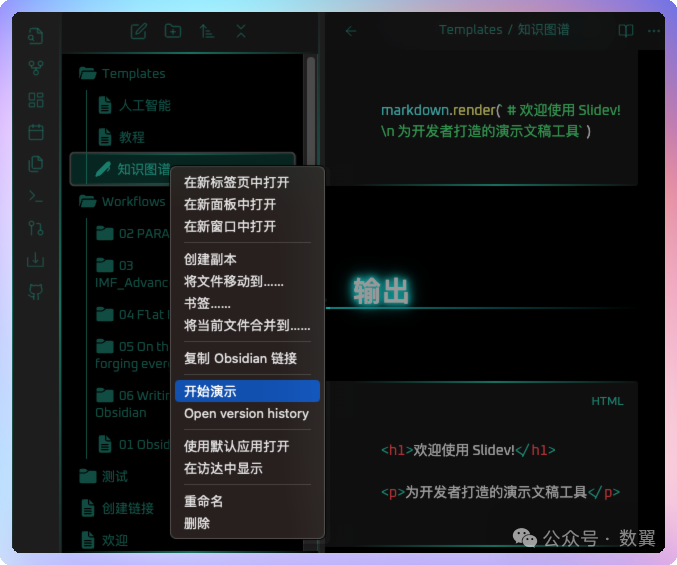 Templates
人工智能
教程
知识图谱
Workflows
02 PARA
03
IMF_Advanc
04 Flat
05 On th
forging ever
06 Writin
Obsidian
01 Obsid
测试
创建链接
欢迎
在新标签页中打开
在新面板中打开
在新窗口中打开
创建副本
将文件移动到......
书签......
将当前文件合并到......
复制 Obsidian 链接
开始演示
Open version history
使用默认应用打开
在访达中显示
重命名
删除
Templates / 知识图谱
markdown.render(`# 欢迎使用 Slidev!
\n 为开发者打造的演示文稿工具`)
输出
HTML
<h1>欢迎使用 Slidev!</h1>
<p>为开发者打造的演示文稿工具</p>
公众号 · 数翼